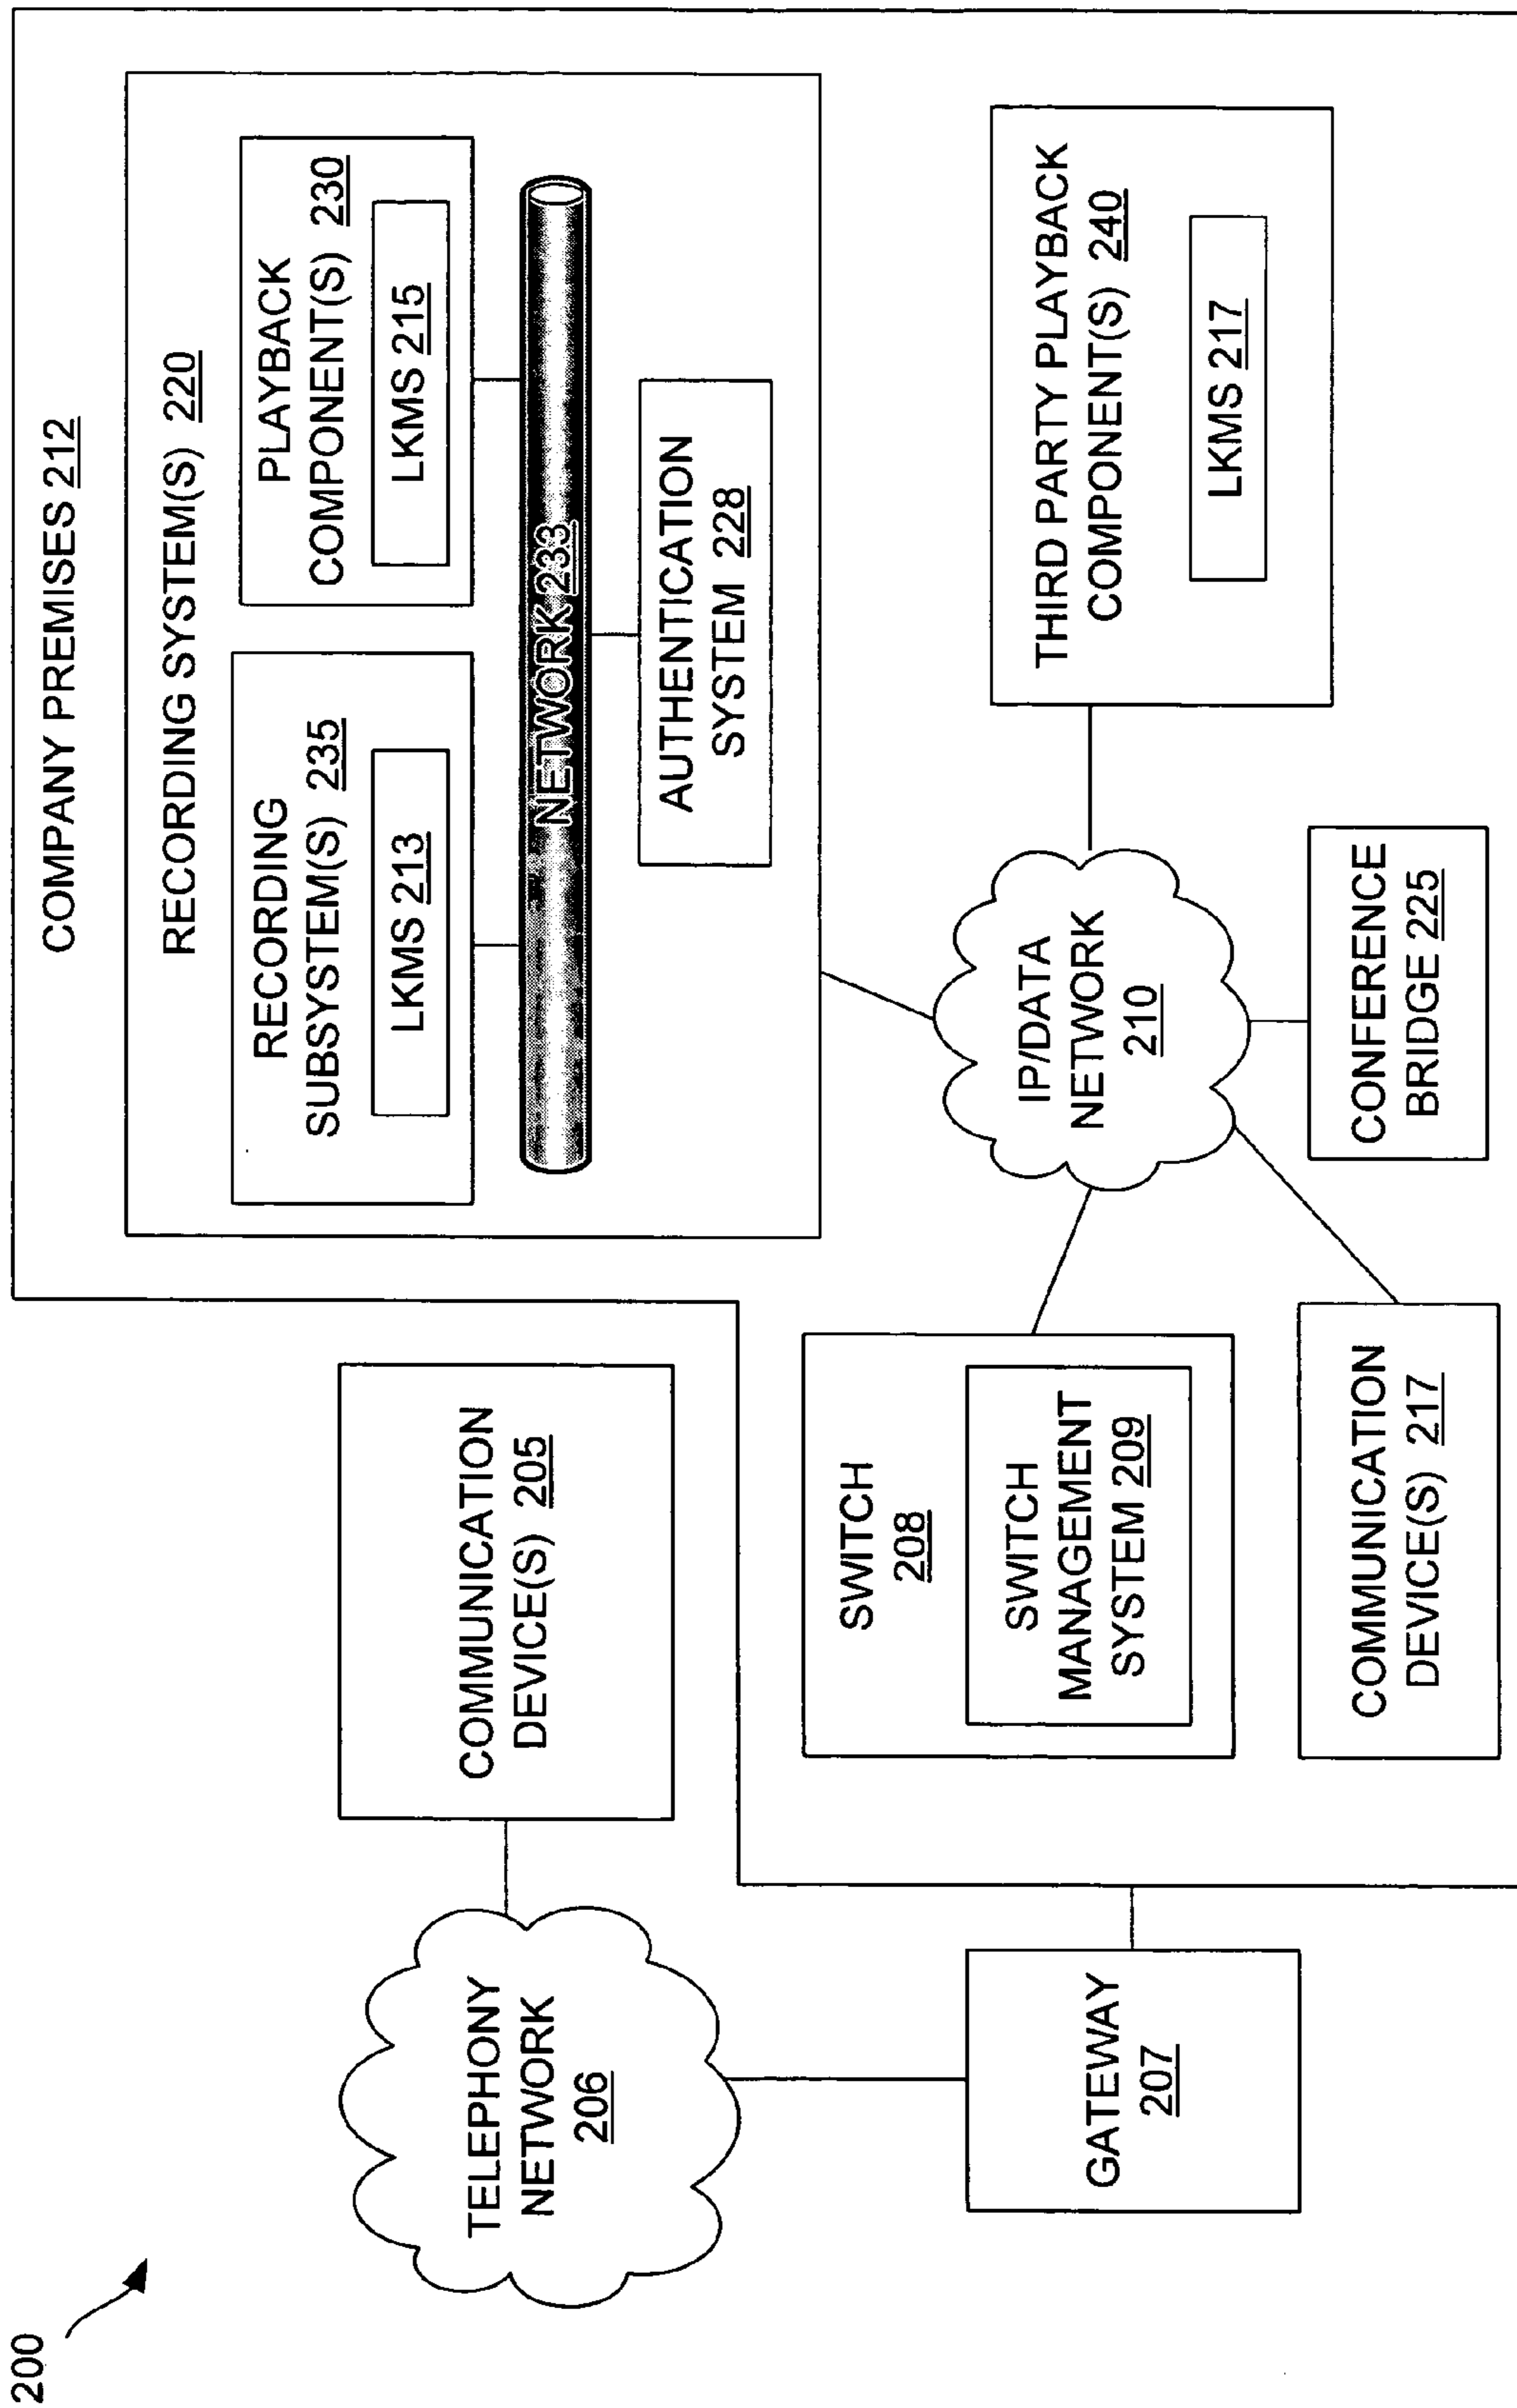 200
TELEPHONY
NETWORK
206
COMMUNICATION
DEVICE(S) 205
GATEWAY
207
COMPANY PREMISES 212
RECORDING SYSTEM(S) 220
RECORDING
SUBSYSTEM(S) 235
LKMS 213
PLAYBACK
COMPONENT(S) 230
LKMS 215
NETWORK 233
AUTHENTICATION
SYSTEM 228
SWITCH
208
SWITCH
MANAGEMENT
SYSTEM 209
IP/DATA
NETWORK
210
THIRD PARTY PLAYBACK
COMPONENT(S) 240
LKMS 217
COMMUNICATION
DEVICE(S) 217
CONFERENCE
BRIDGE 225